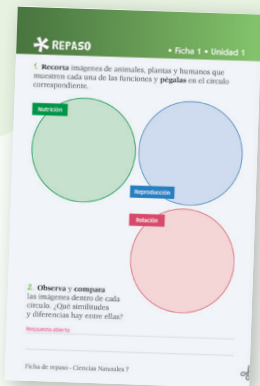 REPASO
• Ficha 1 • Unidad 1
1. Recorta imágenes de animales, plantas y humanos que
muestren cada una de las funciones y pégalas en el círculo
correspondiente.
Nutrición
Reproducción
Relación
2. Observa y compara
las imágenes dentro de cada
círculo. ¿Qué similitudes
y diferencias hay entre ellas?
Respuesta abierta
Ficha de repaso - Ciencias Naturales 7